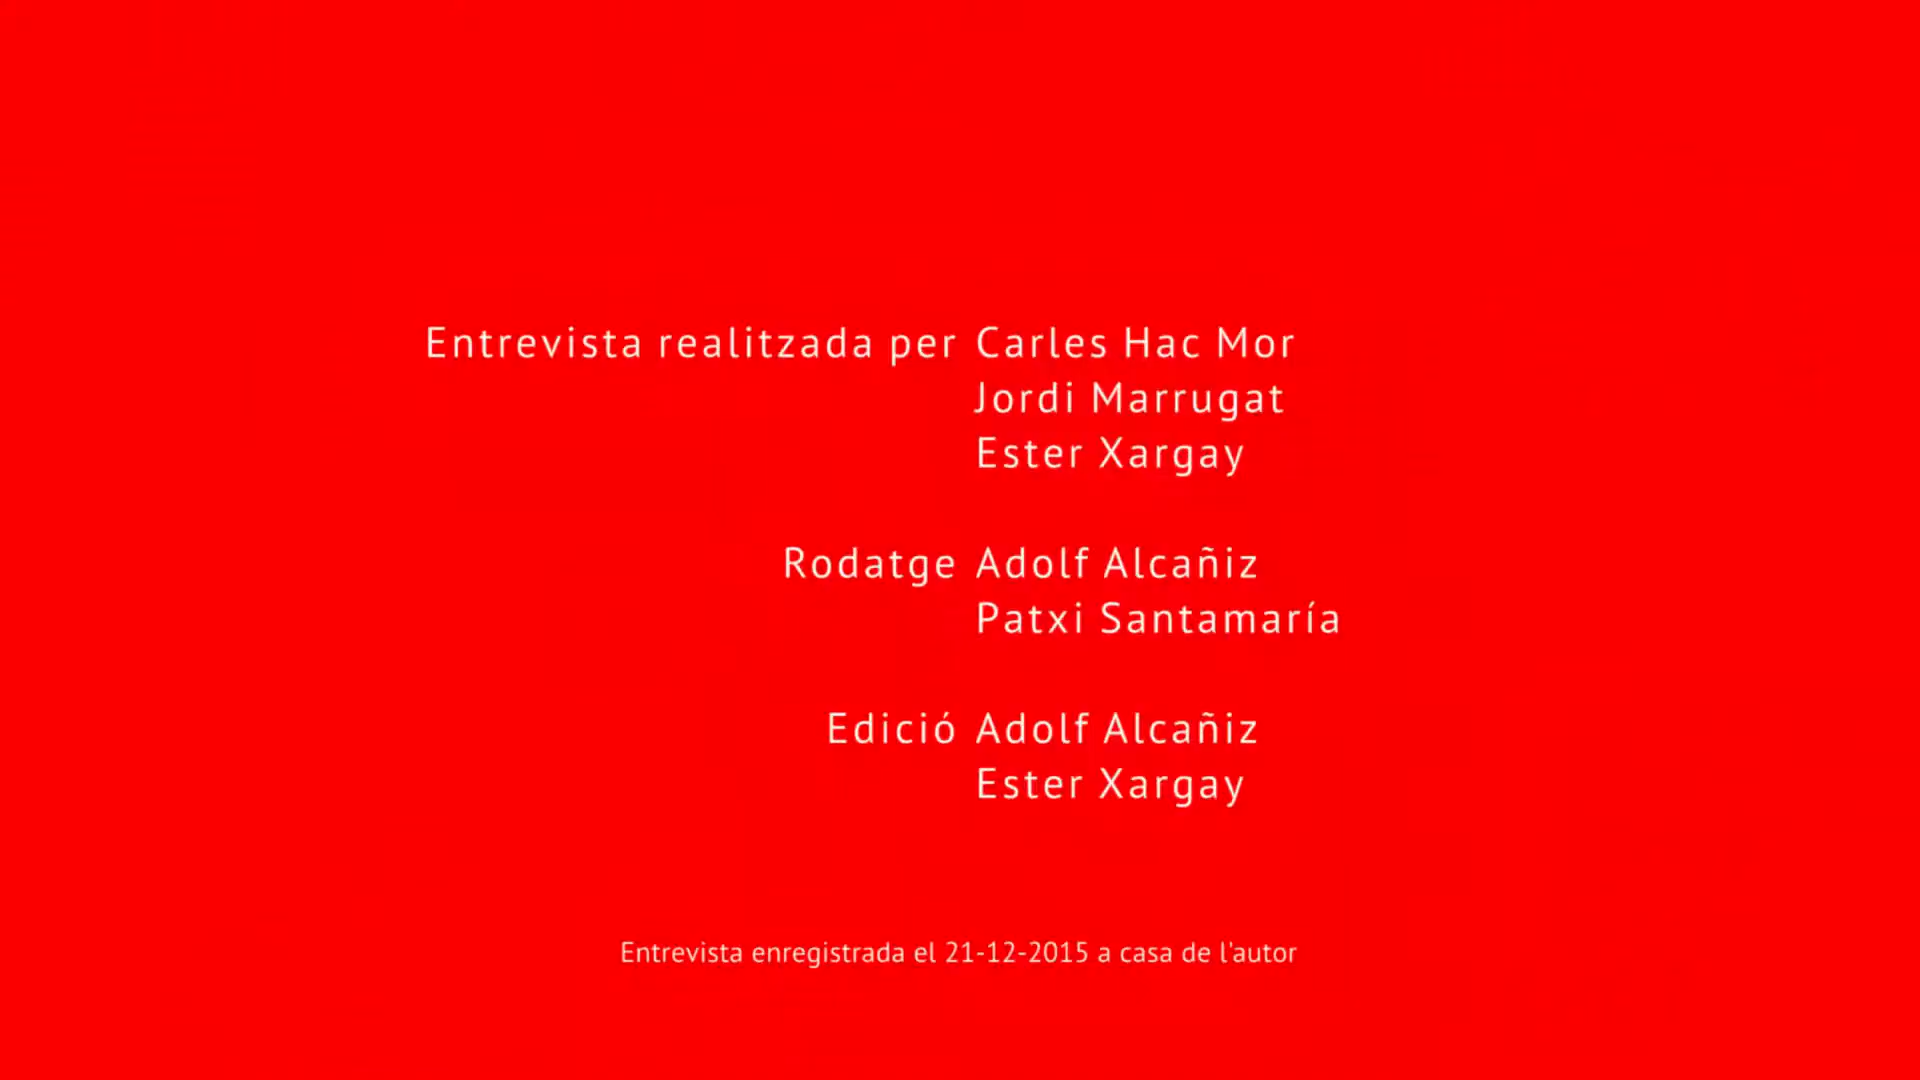 Entrevista realitzada per Carles Hac Mor
Jordi Marrugat
Ester Xargay
Rodatge Adolf Alcañiz
Patxi Santamaría
Edició Adolf Alcañiz
Ester Xargay
Entrevista enregistrada el 21-12-2015 a casa de l'autor